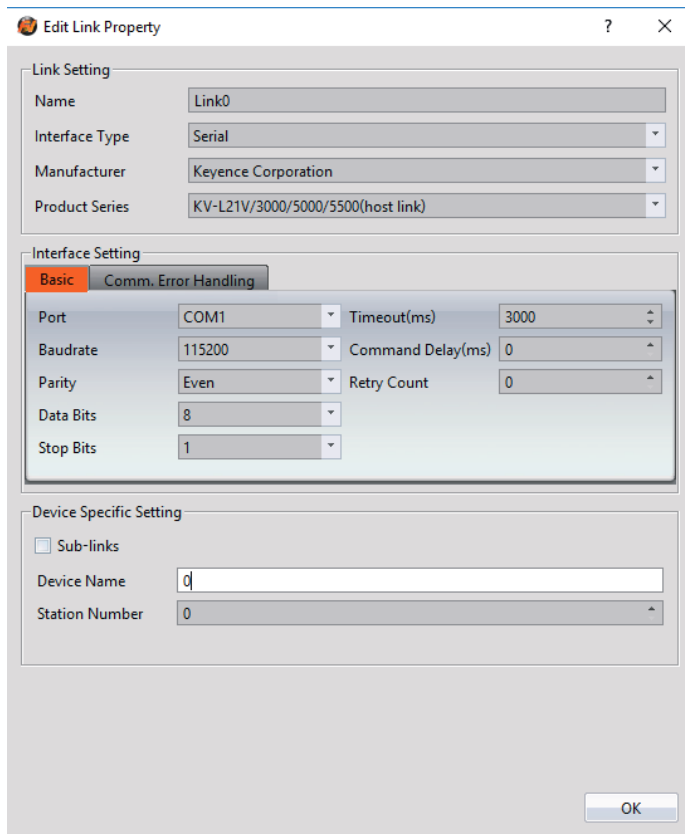 Edit Link Property ? ×
Link Setting
Name Link0
Interface Type Serial
Manufacturer Keyence Corporation
Product Series KV-L21V/3000/5000/5500(host link)
Interface Setting
Basic Comm. Error Handling
Port COM1 Timeout(ms) 3000
Baudrate 115200 Command Delay(ms) 0
Parity Even Retry Count 0
Data Bits 8
Stop Bits 1
Device Specific Setting
Sub-links
Device Name 0
Station Number 0
OK